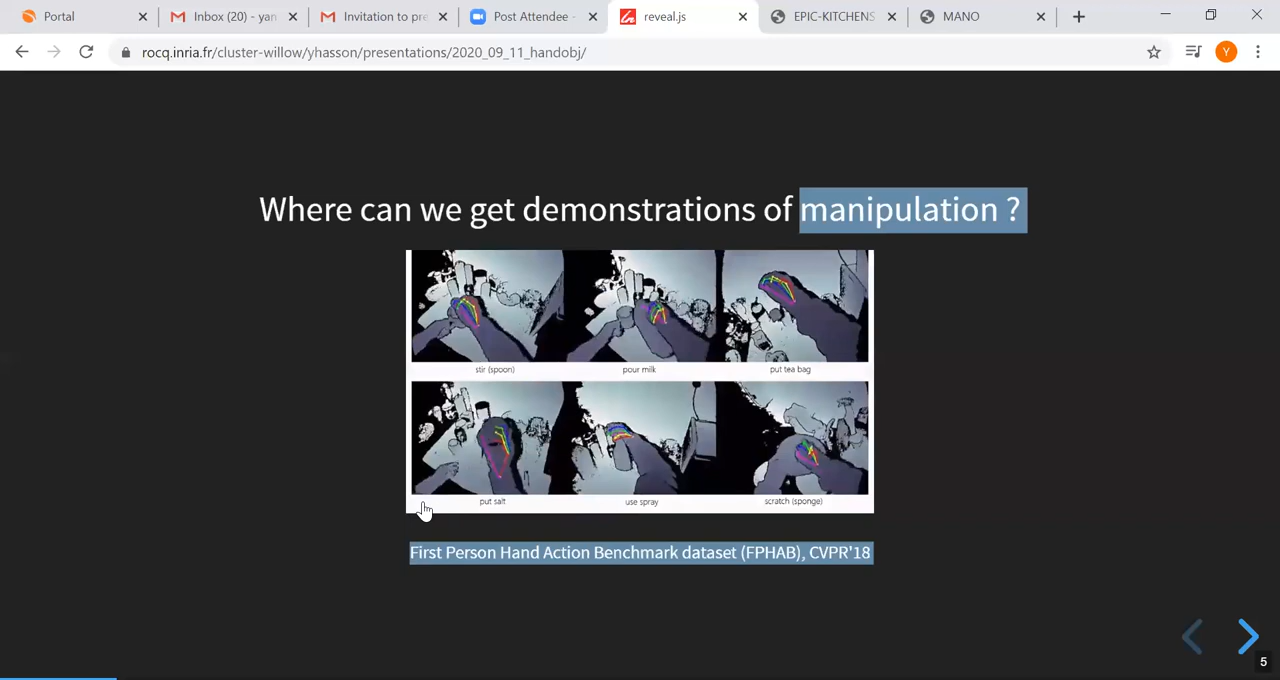 Portal
Inbox (20) - yan
Invitation to pre
Post Attendee -
reveal.js
EPIC-KITCHENS
MANO
rocq.inria.fr/cluster-willow/yhasson/presentations/2020_09_11_handobj/
Y
Where can we get demonstrations of manipulation ?
stir (spoon)
pour milk
put tea bag
put salt
use spray
scratch (sponge)
First Person Hand Action Benchmark dataset (FPHAB), CVPR'18
5